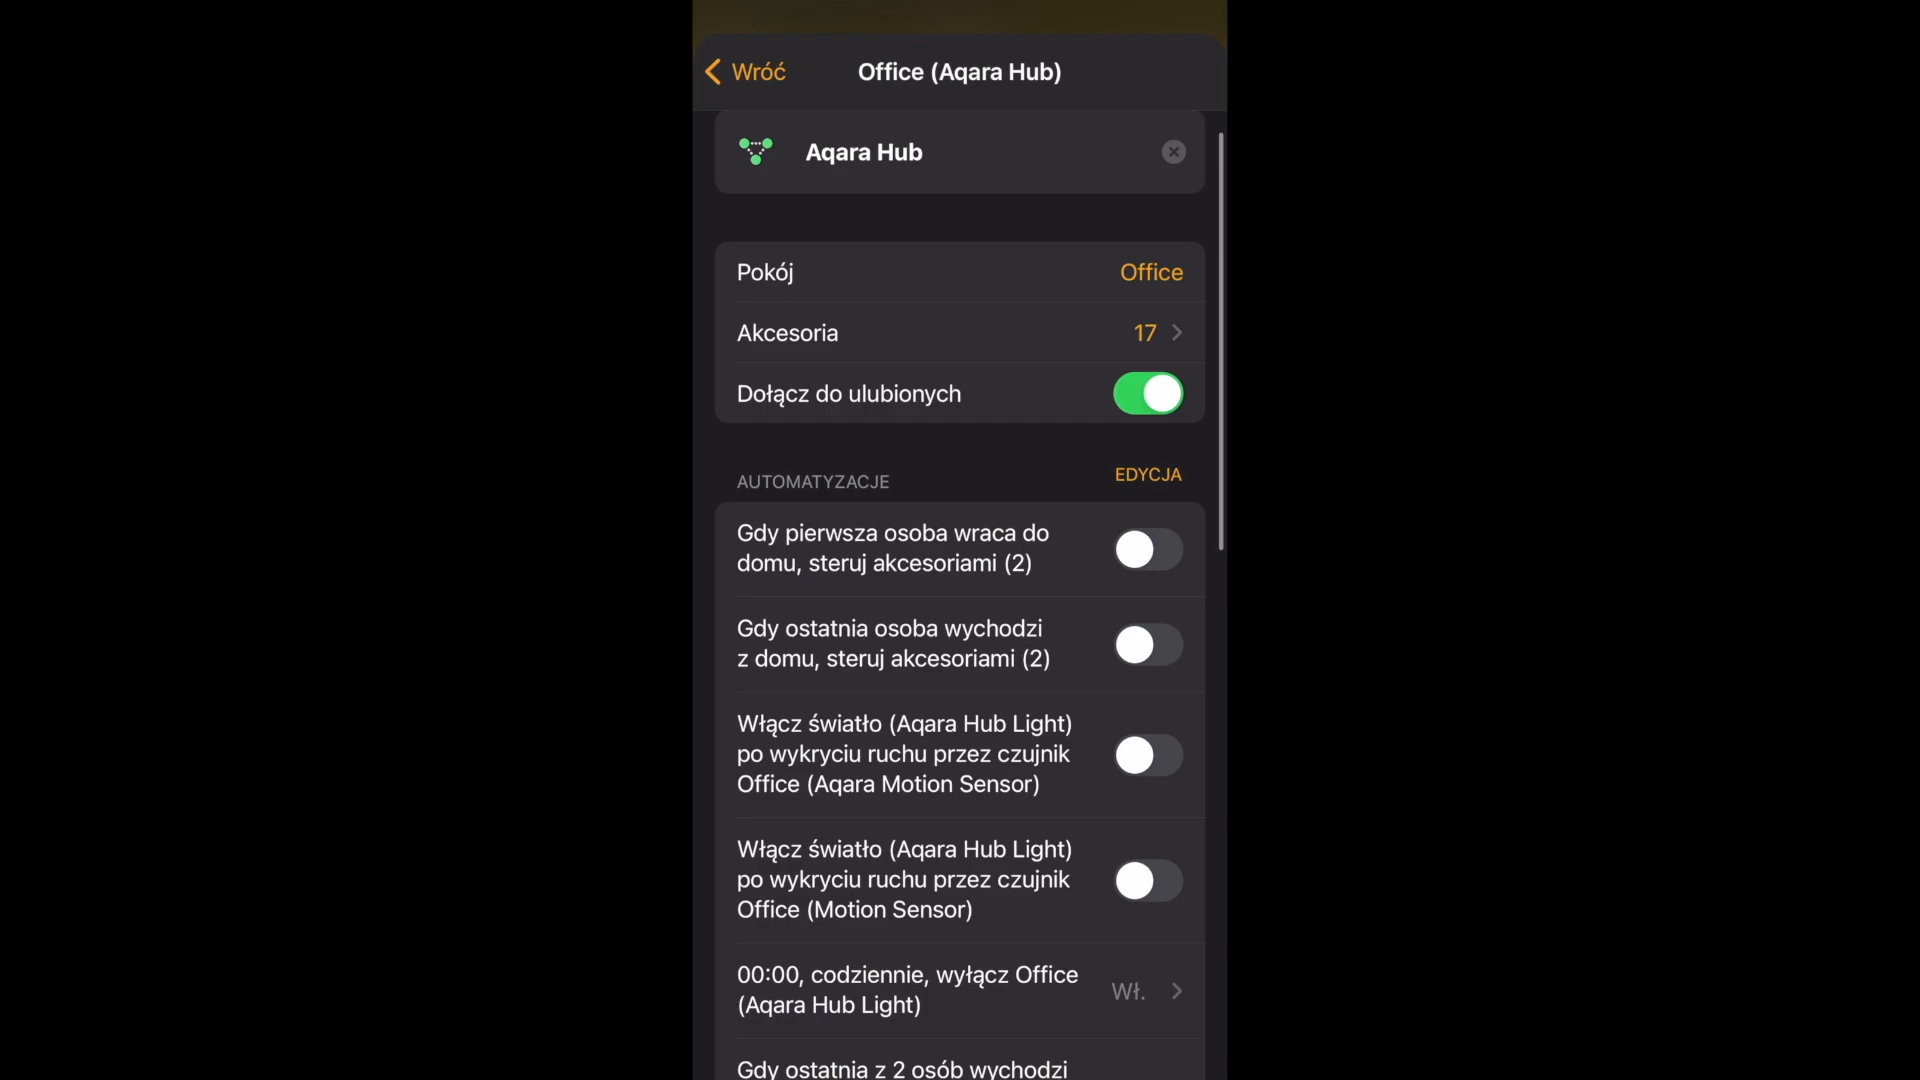 Wróć
Office (Aqara Hub)
Aqara Hub
Pokój
Office
Akcesoria
17
Dołącz do ulubionych
AUTOMATYZACJE
EDYCJA
Gdy pierwsza osoba wraca do
domu, steruj akcesoriami (2)
Gdy ostatnia osoba wychodzi
z domu, steruj akcesoriami (2)
Włącz światło (Aqara Hub Light)
po wykryciu ruchu przez czujnik
Office (Aqara Motion Sensor)
Włącz światło (Aqara Hub Light)
po wykryciu ruchu przez czujnik
Office (Motion Sensor)
00:00, codziennie, wyłącz Office
(Aqara Hub Light)
Wł.
Gdy ostatnia z 2 osób wychodzi